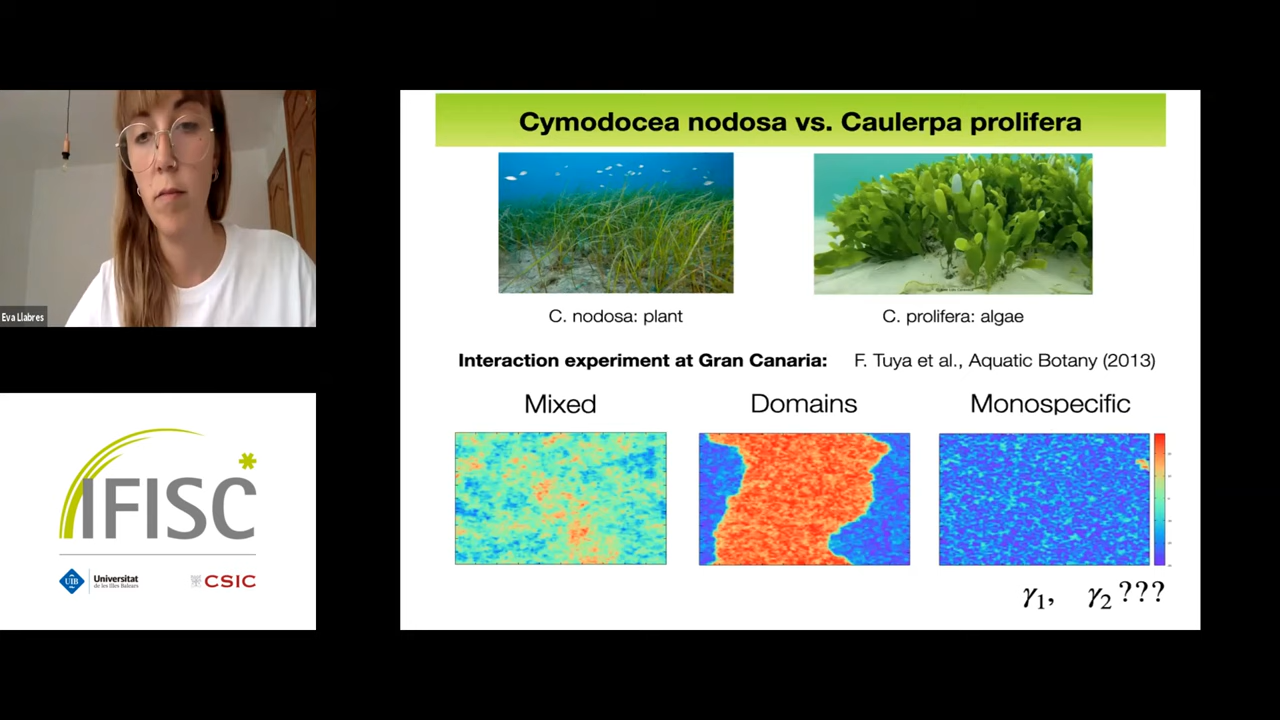 Cymodocea nodosa vs. Caulerpa prolifera
C. nodosa: plant
C. prolifera: algae
Interaction experiment at Gran Canaria: F. Tuya et al., Aquatic Botany (2013)
Mixed
Domains
Monospecific
γ1, γ2 ???
Eva Llabres
IFISC
UIB
Universitat
de les Illes Balears
CSIC